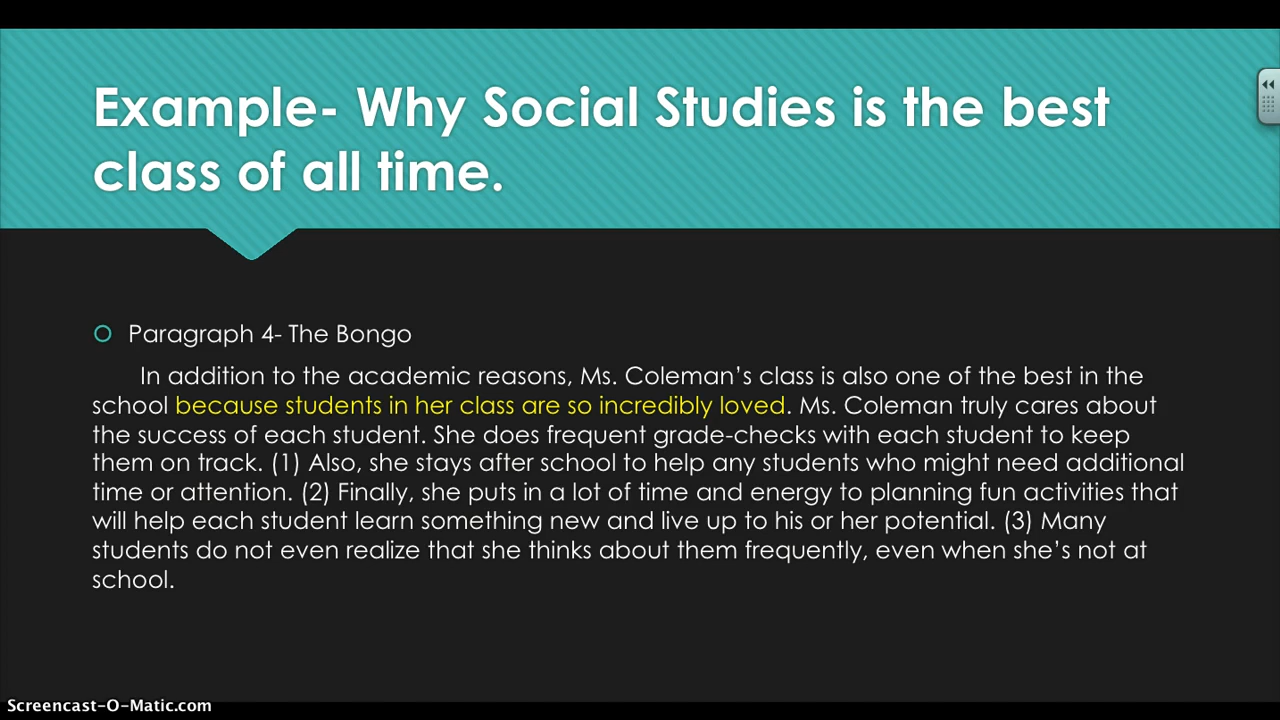 Example- Why Social Studies is the best
class of all time.
Paragraph 4- The Bongo
In addition to the academic reasons, Ms. Coleman’s class is also one of the best in the
school because students in her class are so incredibly loved. Ms. Coleman truly cares about
the success of each student. She does frequent grade-checks with each student to keep
them on track. (1) Also, she stays after school to help any students who might need additional
time or attention. (2) Finally, she puts in a lot of time and energy to planning fun activities that
will help each student learn something new and live up to his or her potential. (3) Many
students do not even realize that she thinks about them frequently, even when she’s not at
school.
Screencast-O-Matic.com